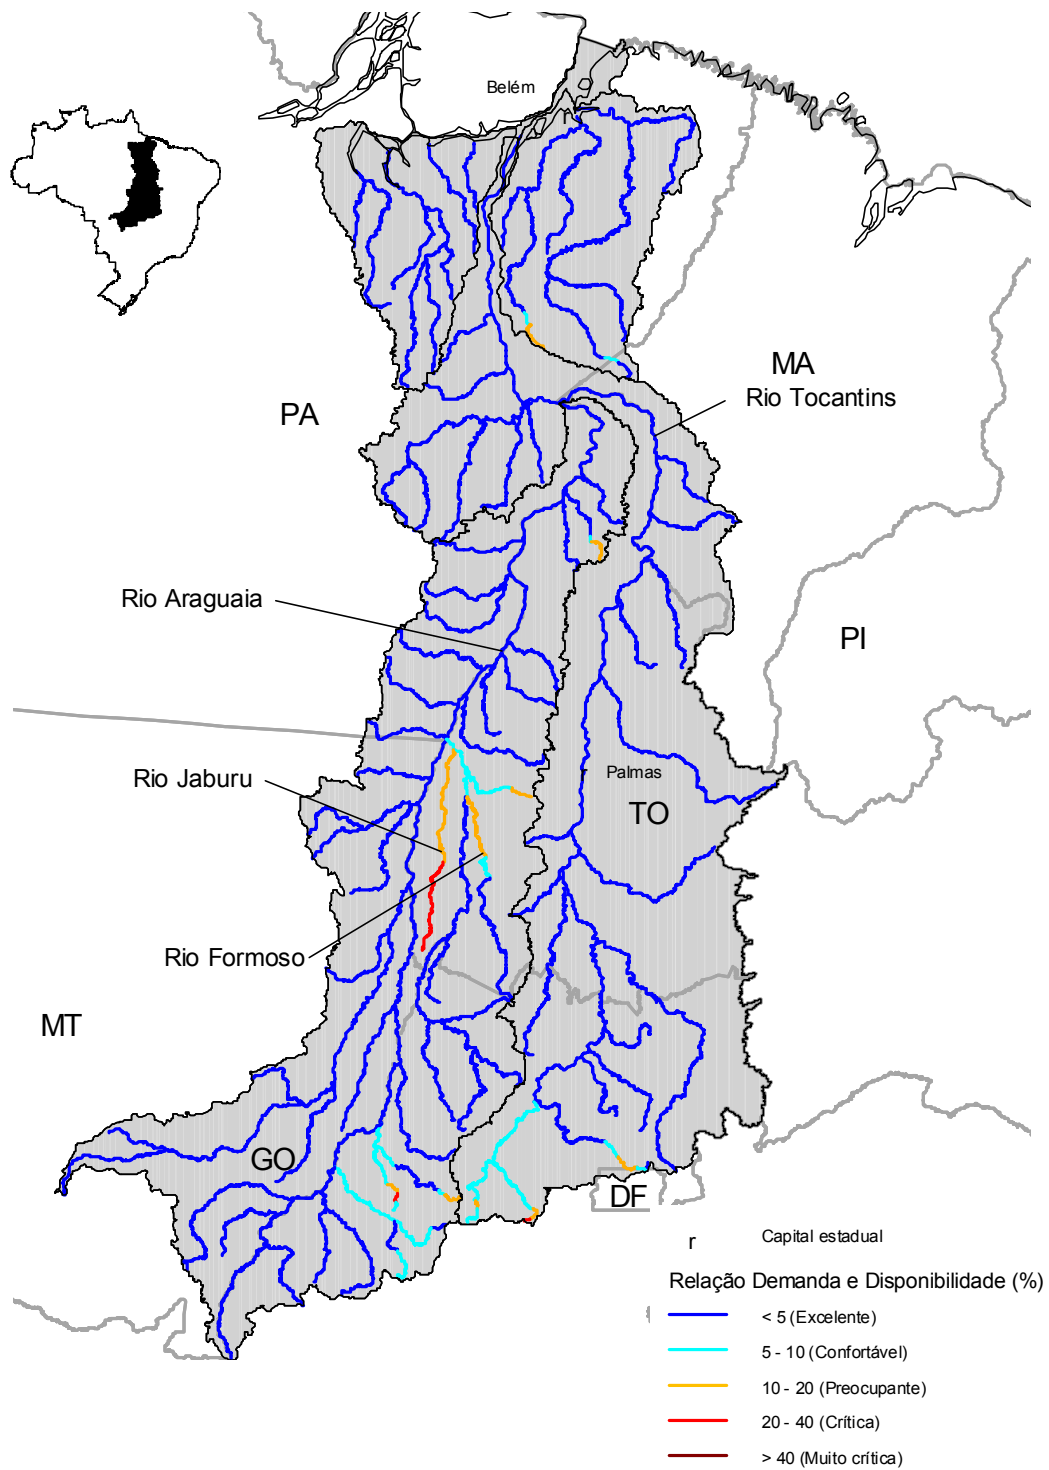 Belém
MA
Rio Tocantins
PA
Rio Araguaia
PI
Rio Jaburu
Palmas
TO
Rio Formoso
MT
GO
DF
r Capital estadual
Relação Demanda e Disponibilidade (%)
< 5 (Excelente)
5 - 10 (Confortável)
10 - 20 (Preocupante)
20 - 40 (Crítica)
> 40 (Muito crítica)